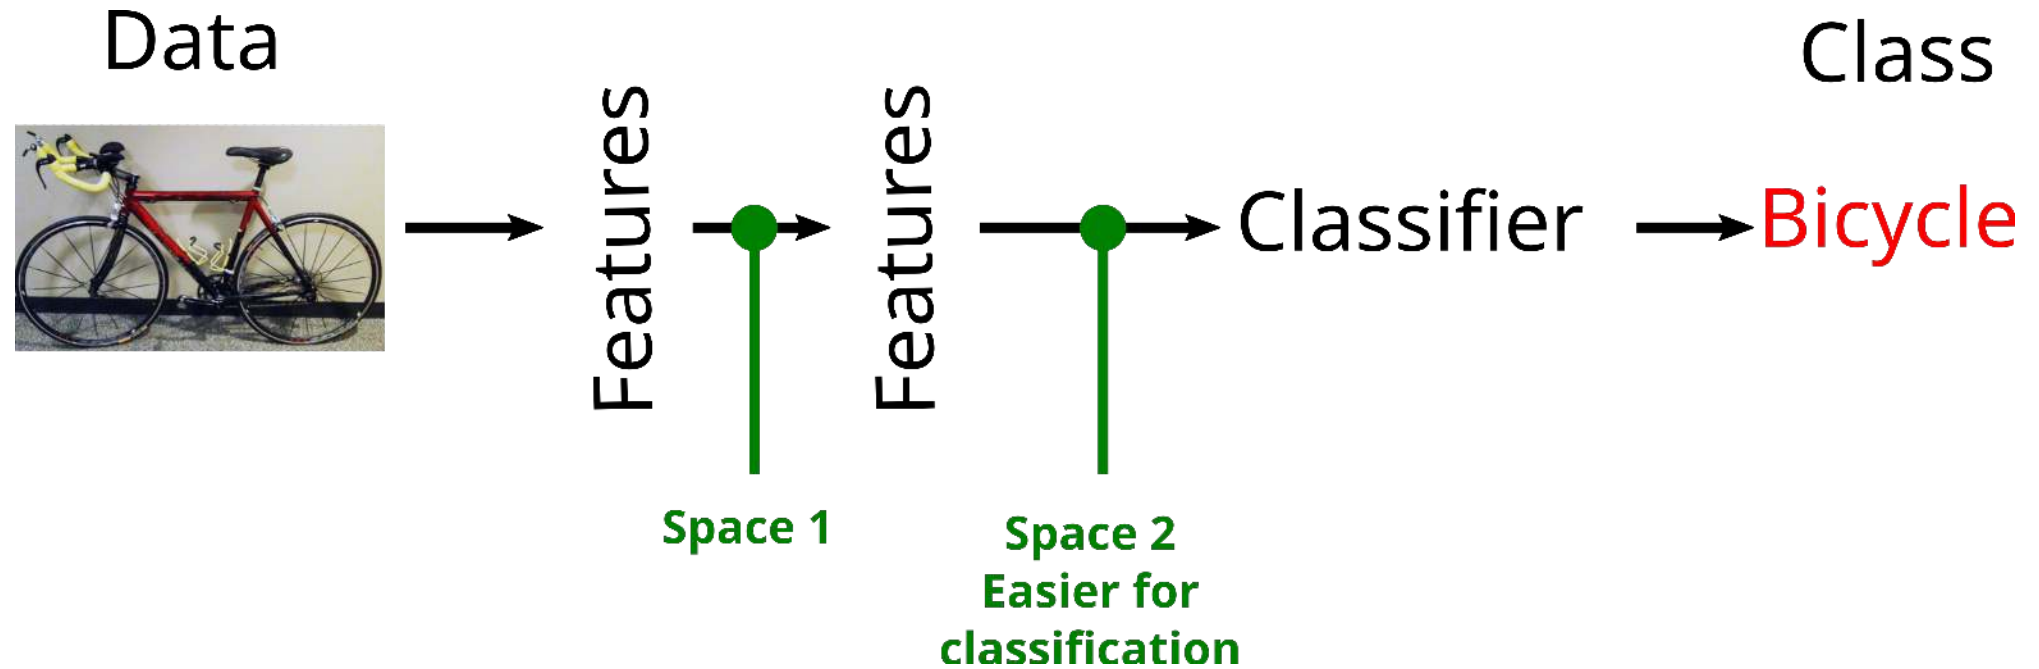 Data
Class
Features
Features
Classifier
Bicycle
Space 1
Space 2
Easier for
classification